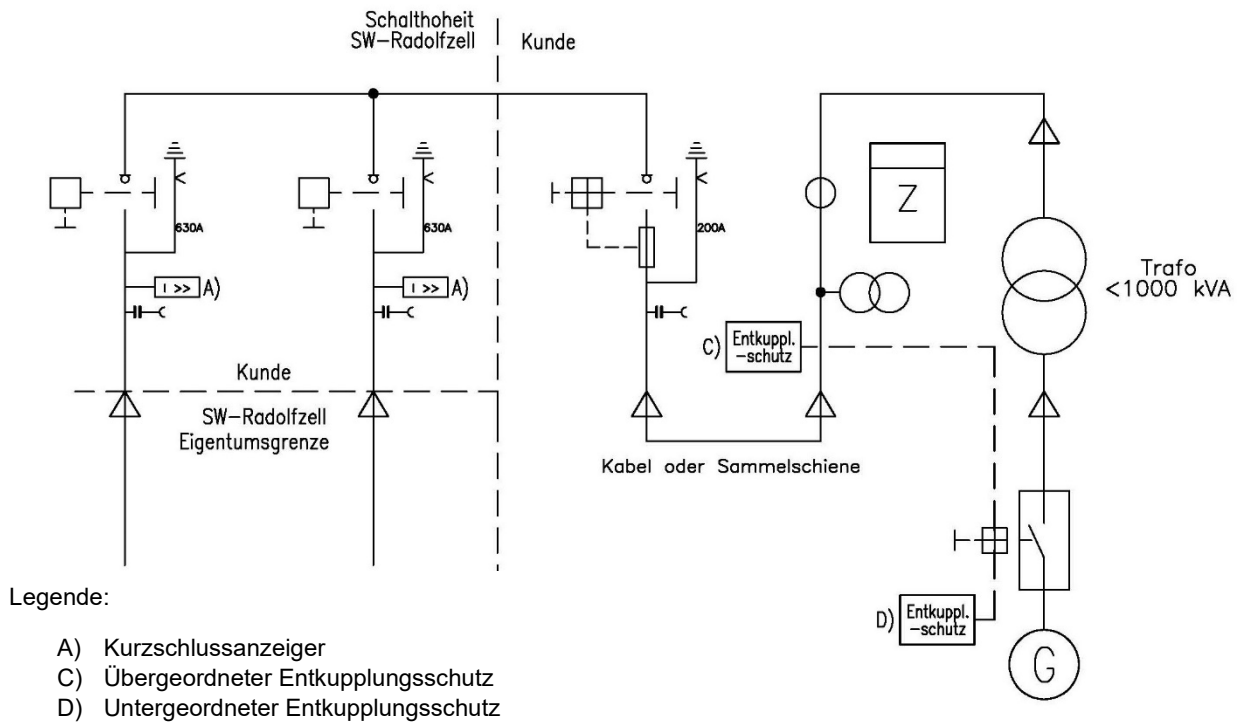 Schalthoheit
SW-Radolfzell
Kunde
630A
630A
200A
I >> A)
I >> A)
Z
Trafo
<1000 kVA
C)
Entkuppl.
-schutz
Kunde
SW-Radolfzell
Eigentumsgrenze
Kabel oder Sammelschiene
D)
Entkuppl.
-schutz
G
Legende:
A) Kurzschlussanzeiger
C) Übergeordneter Entkupplungsschutz
D) Untergeordneter Entkupplungsschutz